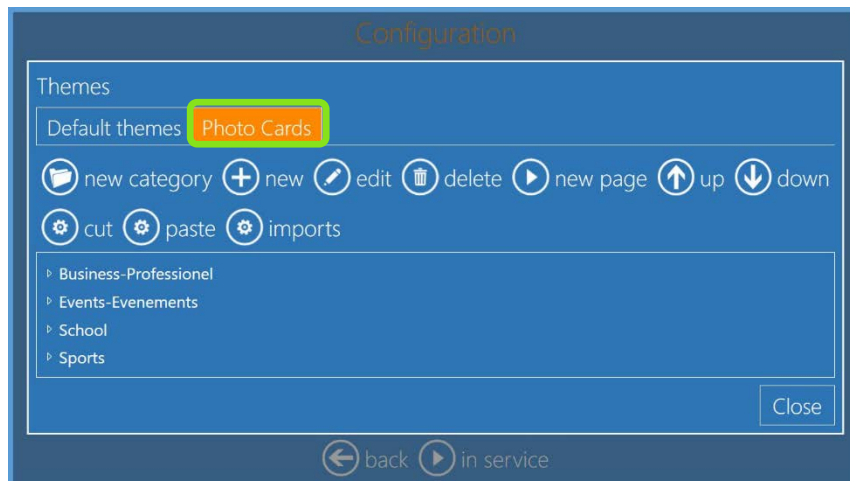 Configuration
Themes
Default themes Photo Cards
new category new edit delete new page up down
cut paste imports
Business-Professionel
Events-Evenements
School
Sports
Close
back in service